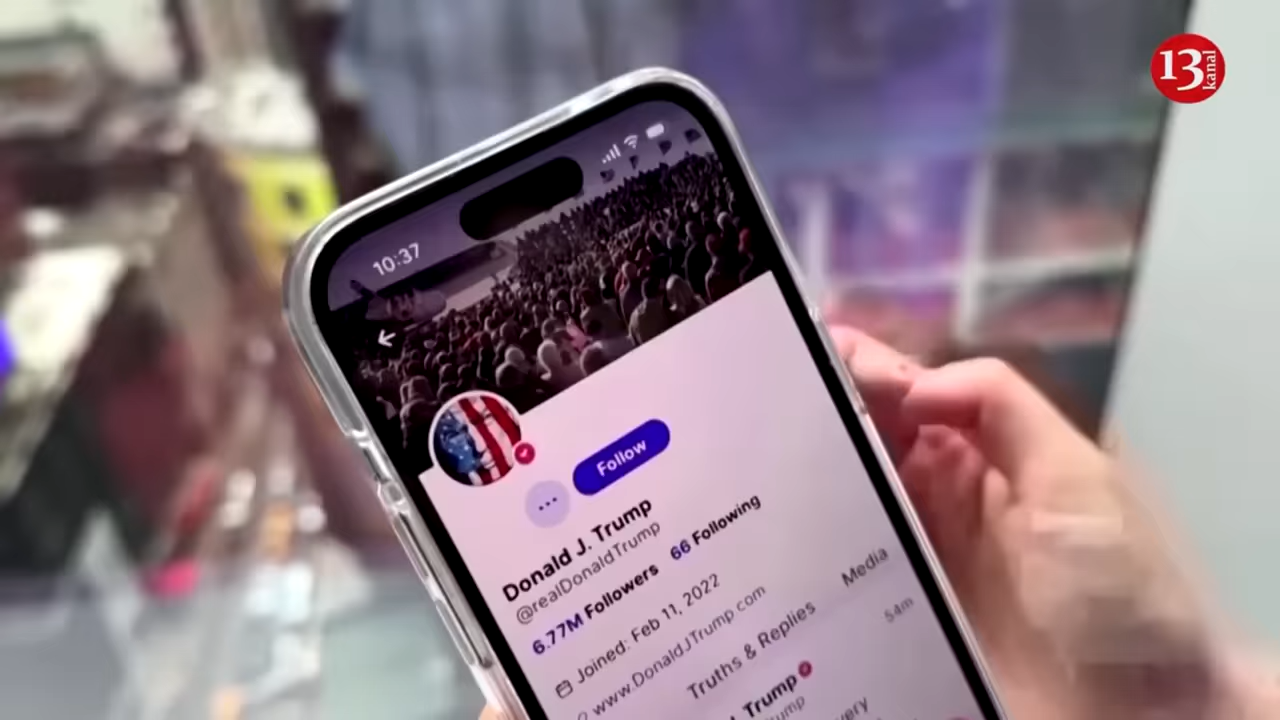 13 kanal
10:37
Follow
Donald J. Trump
@realDonaldTrump
6.77M Followers 66 Following
Joined: Feb 11, 2022
www.DonaldJTrump.com
Truths & Replies Media
54m
Trump